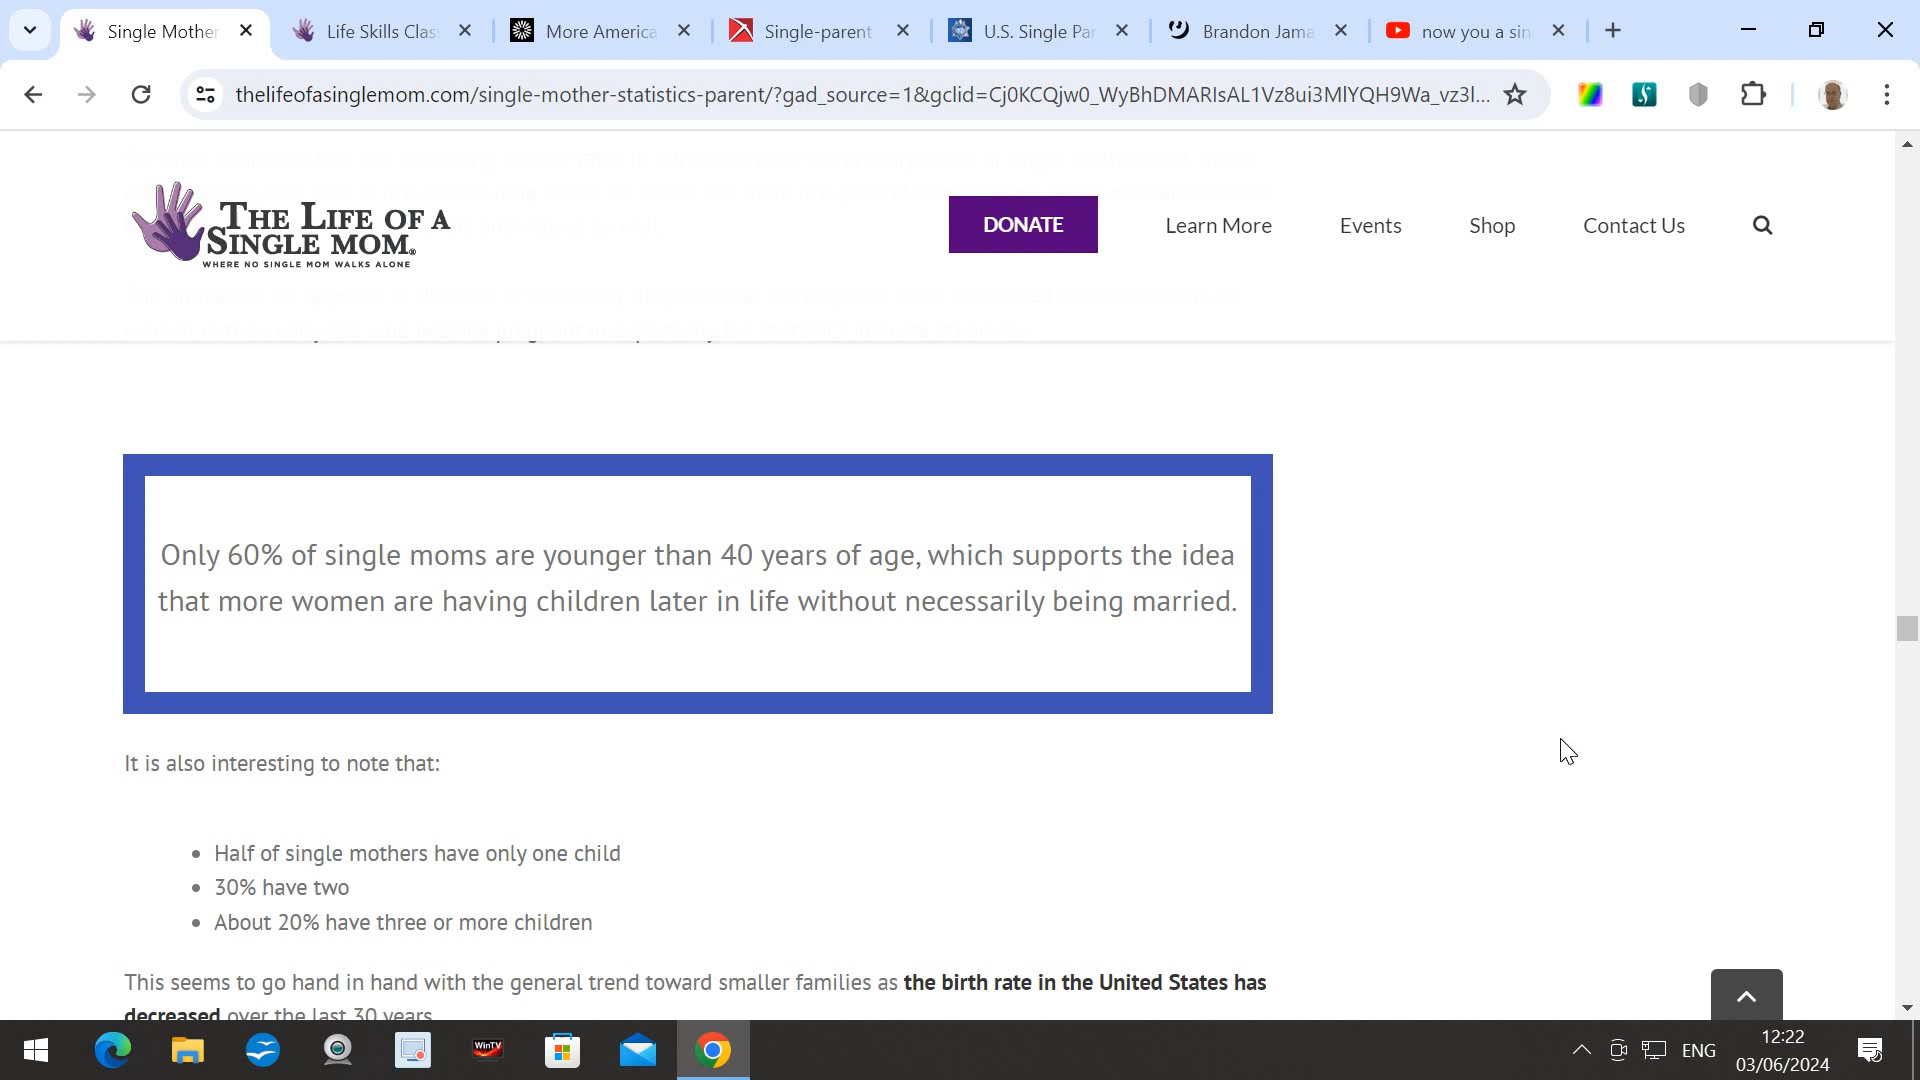 Single Mother
Life Skills Clas
More America
Single-parent
U.S. Single Par
Brandon Jama
now you a sin
thelifeofasinglemom.com/single-mother-statistics-parent/?gad_source=1&gclid=Cj0KCQjw0_WyBhDMARIsAL1Vz8ui3MlYQH9Wa_vz3l...
THE LIFE OF A
SINGLE MOM®
WHERE NO SINGLE MOM WALKS ALONE
DONATE
Learn More
Events
Shop
Contact Us
Only 60% of single moms are younger than 40 years of age, which supports the idea
that more women are having children later in life without necessarily being married.
It is also interesting to note that:
• Half of single mothers have only one child
• 30% have two
• About 20% have three or more children
This seems to go hand in hand with the general trend toward smaller families as the birth rate in the United States has
decreased over the last 30 years
WinTV
ENG
12:22
03/06/2024